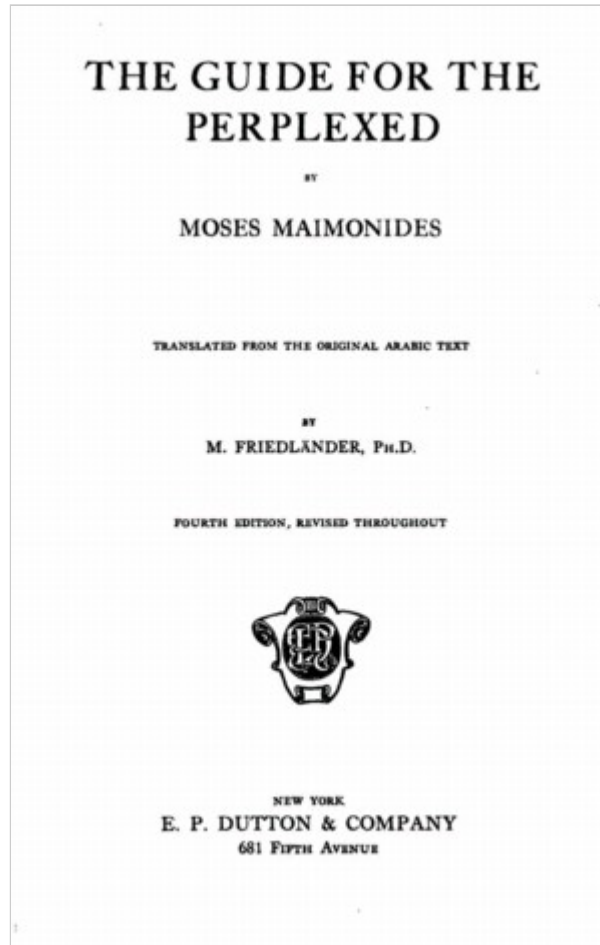 THE GUIDE FOR THE
PERPLEXED
BY
MOSES MAIMONIDES
TRANSLATED FROM THE ORIGINAL ARABIC TEXT
BY
M. FRIEDLÄNDER, PH.D.
FOURTH EDITION, REVISED THROUGHOUT
NEW YORK
E. P. DUTTON & COMPANY
681 FIFTH AVENUE